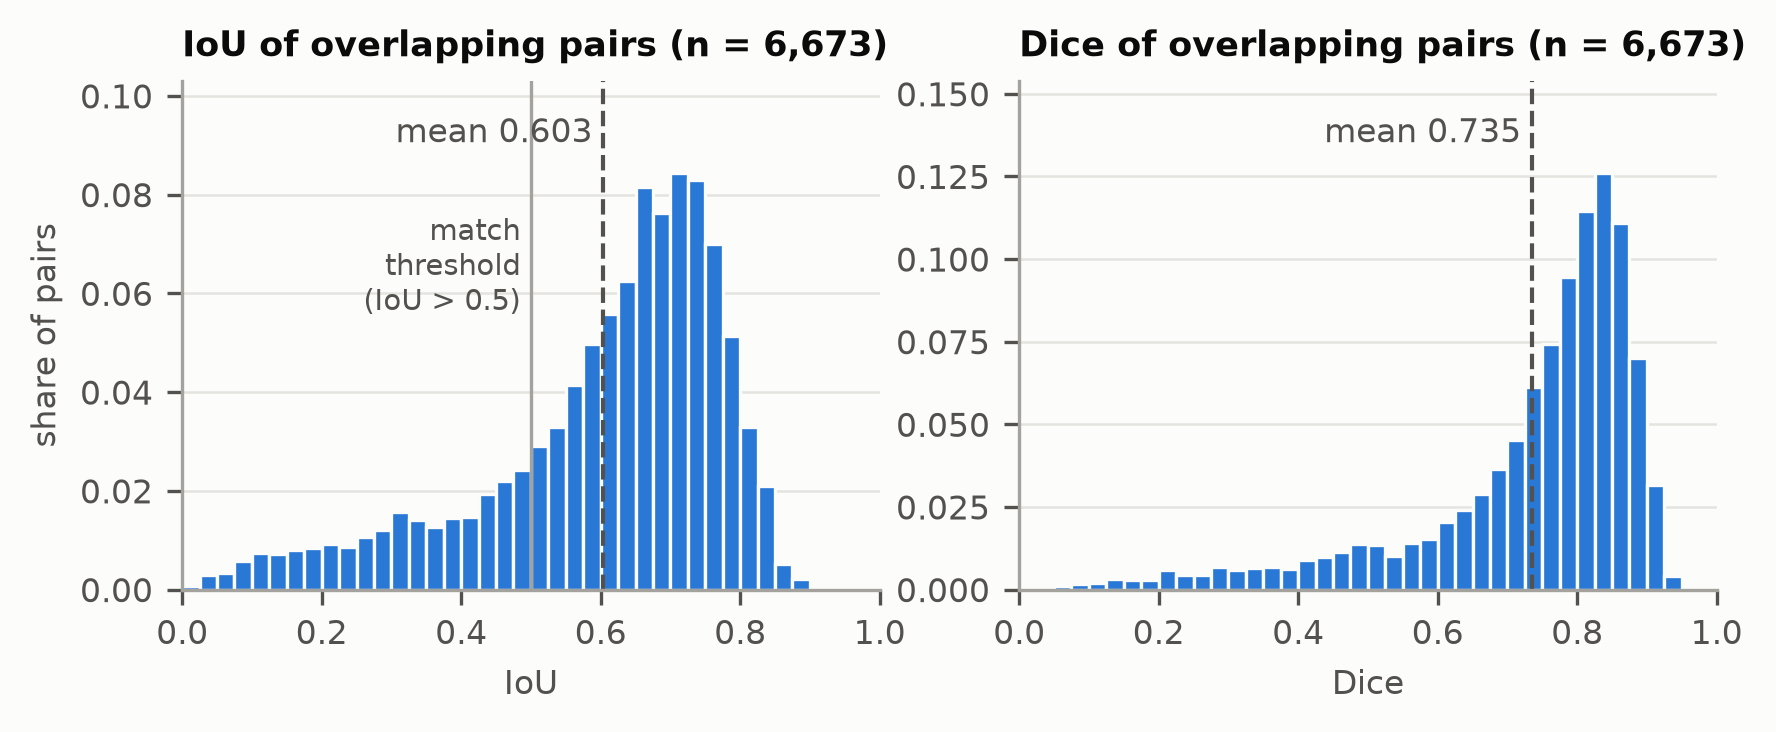 IoU of overlapping pairs (n = 6,673)
share of pairs
0.10
0.08
0.06
0.04
0.02
0.00
mean 0.603
match
threshold
(IoU > 0.5)
0.0 0.2 0.4 0.6 0.8 1.0
IoU
Dice of overlapping pairs (n = 6,673)
0.150
0.125
0.100
0.075
0.050
0.025
0.000
mean 0.735
0.0 0.2 0.4 0.6 0.8 1.0
Dice